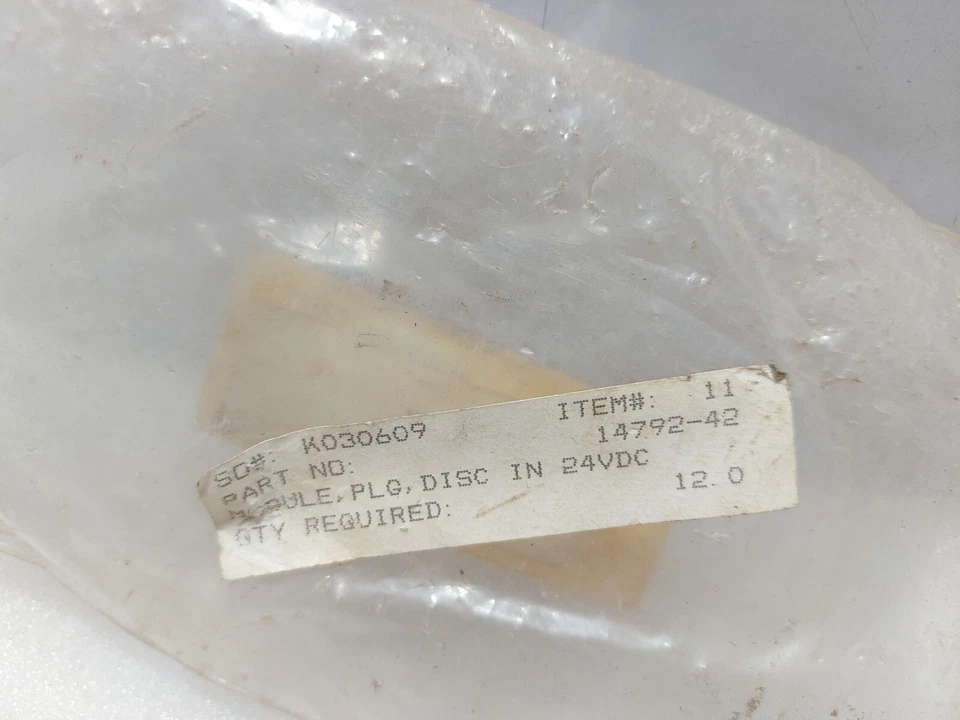 SO#: K030609 ITEM#: 11
PART NO: 14792-42
MODULE, PLG, DISC IN 24VDC
QTY REQUIRED: 12.0